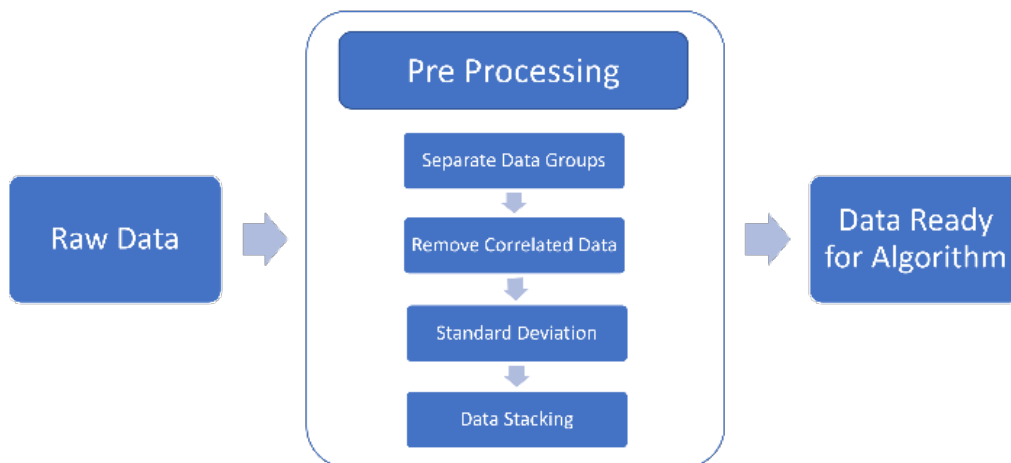 Pre Processing
Separate Data Groups
Raw Data
Remove Correlated Data
Standard Deviation
Data Stacking
Data Ready
for Algorithm